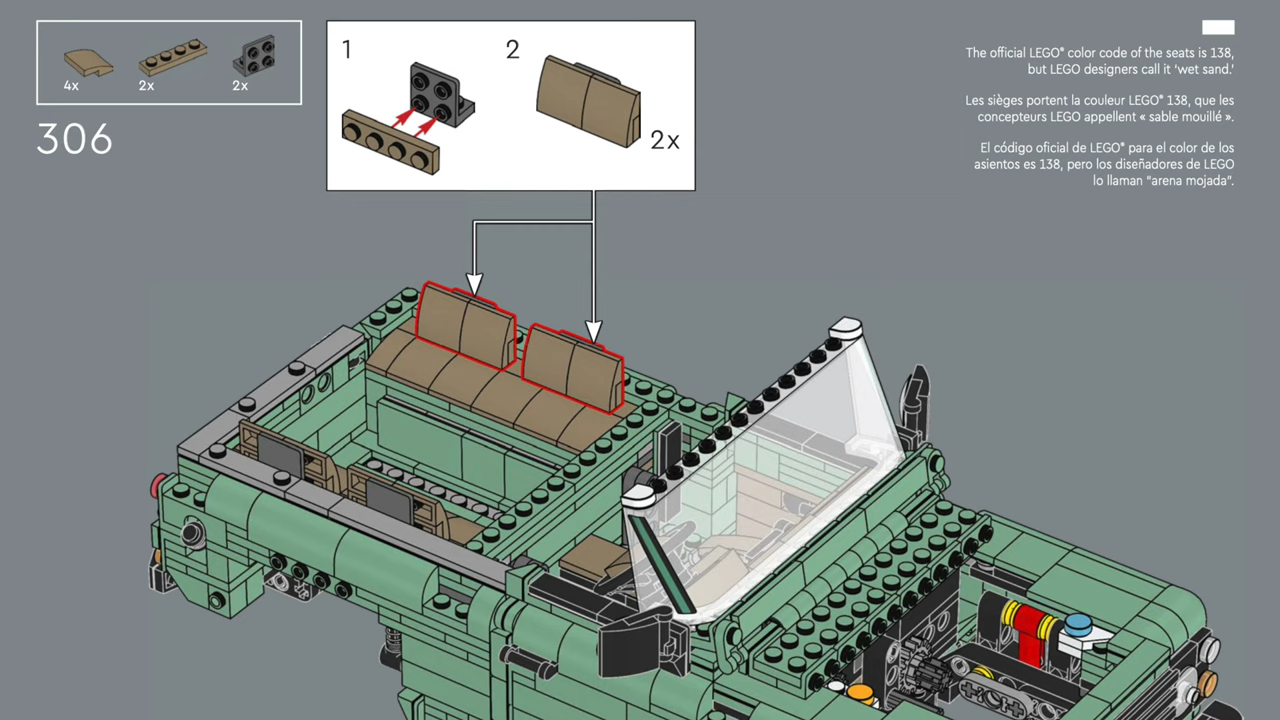 4x
2x
2x
306
1
2
2x
The official LEGO® color code of the seats is 138,
but LEGO designers call it ‘wet sand.’
Les sièges portent la couleur LEGO® 138, que les
concepteurs LEGO appellent « sable mouillé ».
El código oficial de LEGO® para el color de los
asientos es 138, pero los diseñadores de LEGO
lo llaman “arena mojada”.